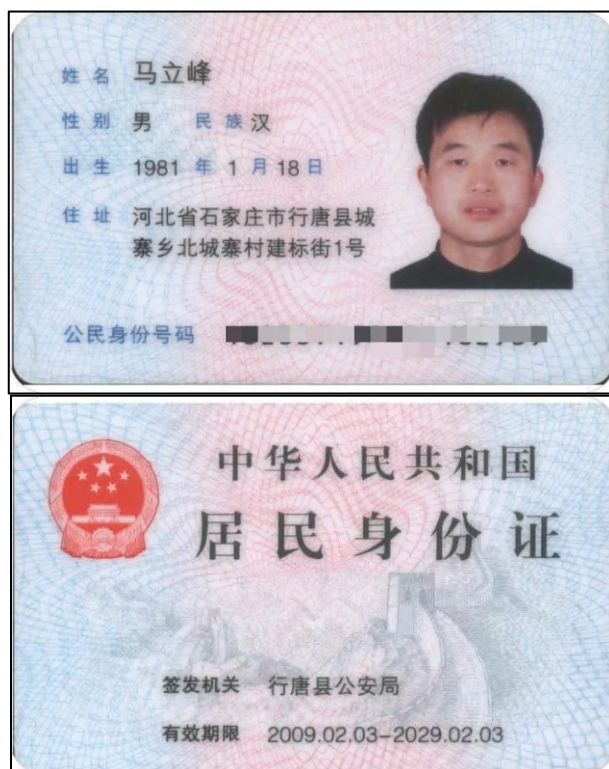 姓名 马立峰
性别 男 民族 汉
出生 1981 年 1 月 18 日
住址 河北省石家庄市行唐县城
寨乡北城寨村建标街1号
公民身份号码
中华人民共和国
居民身份证
签发机关 行唐县公安局
有效期限 2009.02.03-2029.02.03